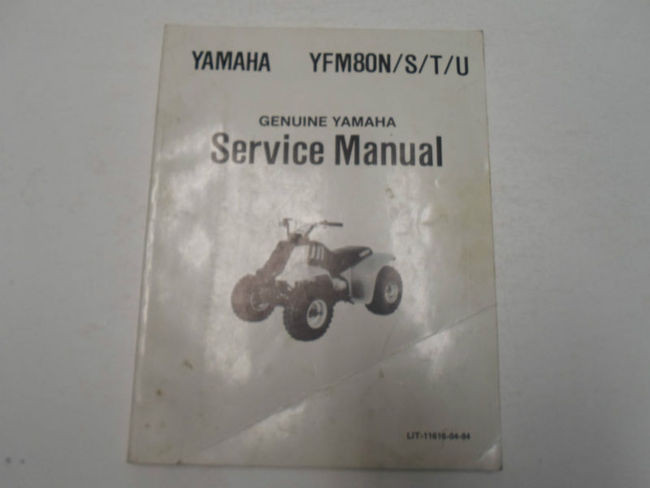 YAMAHA YFM80N/S/T/U
GENUINE YAMAHA
Service Manual
LIT-11616-04-84